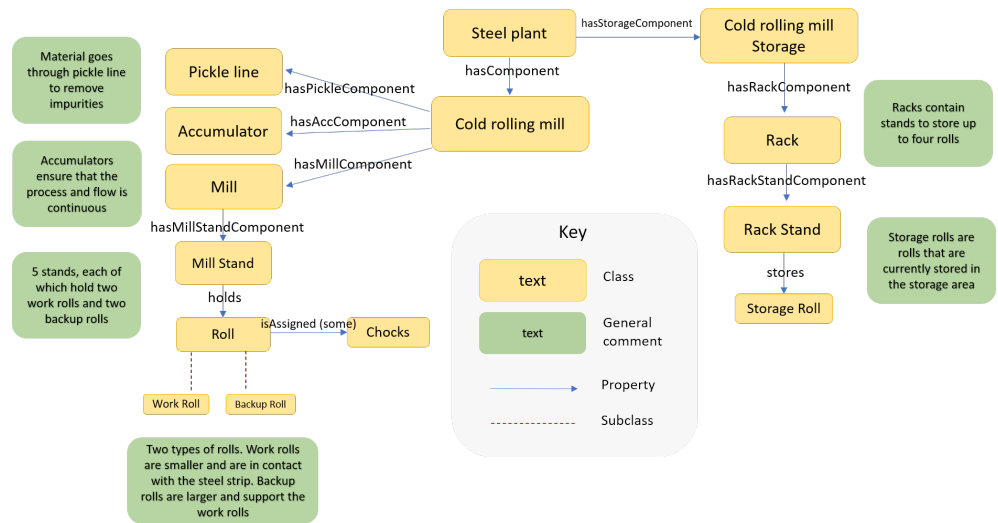 Steel plant
hasStorageComponent
Cold rolling mill
Storage
hasComponent
Material goes
through pickle line
to remove
impurities
Pickle line
hasPickleComponent
Accumulator
hasAccComponent
Cold rolling mill
hasRackComponent
Racks contain
stands to store up
to four rolls
Rack
Accumulators
ensure that the
process and flow is
continuous
hasMillComponent
Mill
hasRackStandComponent
hasMillStandComponent
Rack Stand
Storage rolls are
rolls that are
currently stored in
the storage area
5 stands, each of
which hold two
work rolls and two
backup rolls
Mill Stand
stores
holds
Storage Roll
Roll
isAssigned (some)
Chocks
Work Roll
Backup Roll
Two types of rolls. Work rolls
are smaller and are in contact
with the steel strip. Backup
rolls are larger and support the
work rolls
Key
text
Class
text
General
comment
Property
Subclass